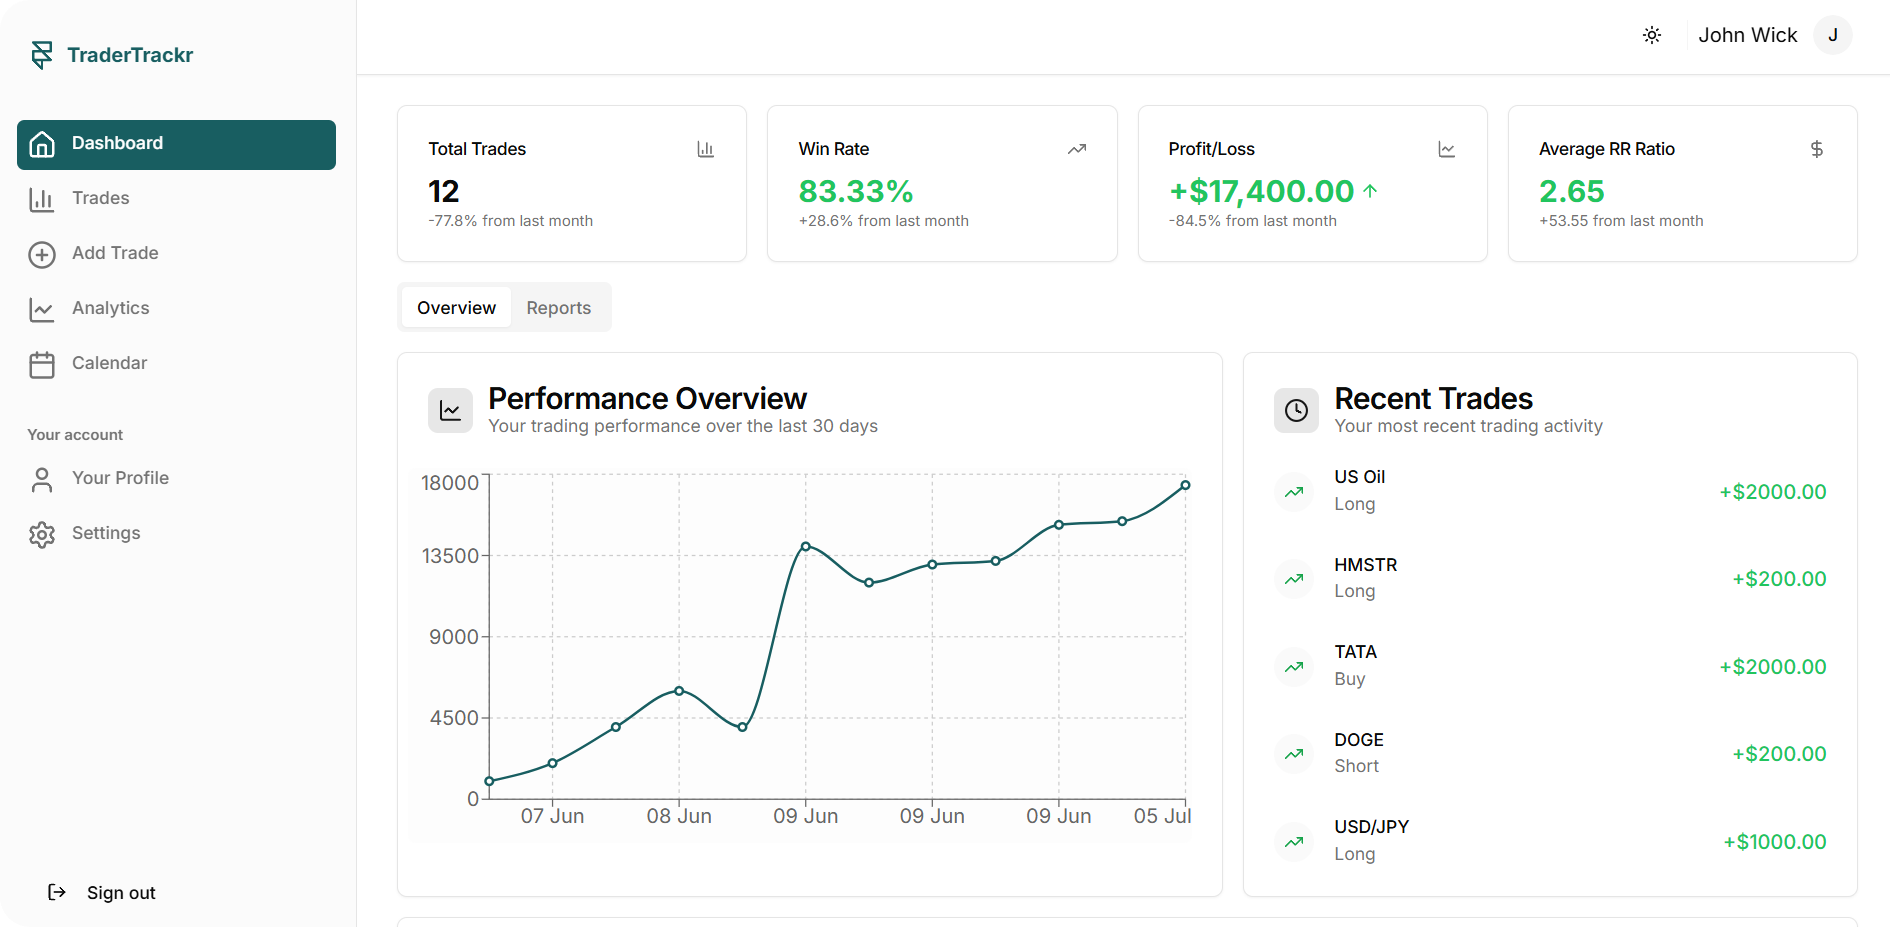 TraderTrackr
Dashboard
Trades
Add Trade
Analytics
Calendar
Your account
Your Profile
Settings
Sign out
John Wick
J
Total Trades
12
-77.8% from last month
Win Rate
83.33%
+28.6% from last month
Profit/Loss
+$17,400.00
-84.5% from last month
Average RR Ratio
2.65
+53.55 from last month
Overview
Reports
Performance Overview
Your trading performance over the last 30 days
18000
13500
9000
4500
0
07 Jun
08 Jun
09 Jun
09 Jun
09 Jun
05 Jul
Recent Trades
Your most recent trading activity
US Oil
Long
+$2000.00
HMSTR
Long
+$200.00
TATA
Buy
+$2000.00
DOGE
Short
+$200.00
USD/JPY
Long
+$1000.00